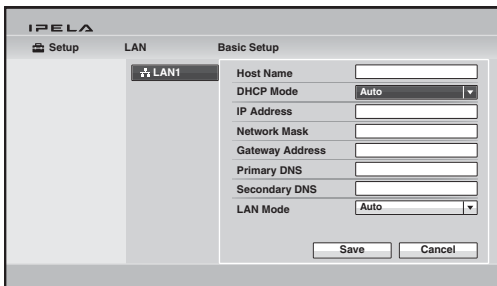 IPELA
Setup LAN Basic Setup
LAN1
Host Name
DHCP Mode Auto
IP Address
Network Mask
Gateway Address
Primary DNS
Secondary DNS
LAN Mode Auto
Save Cancel